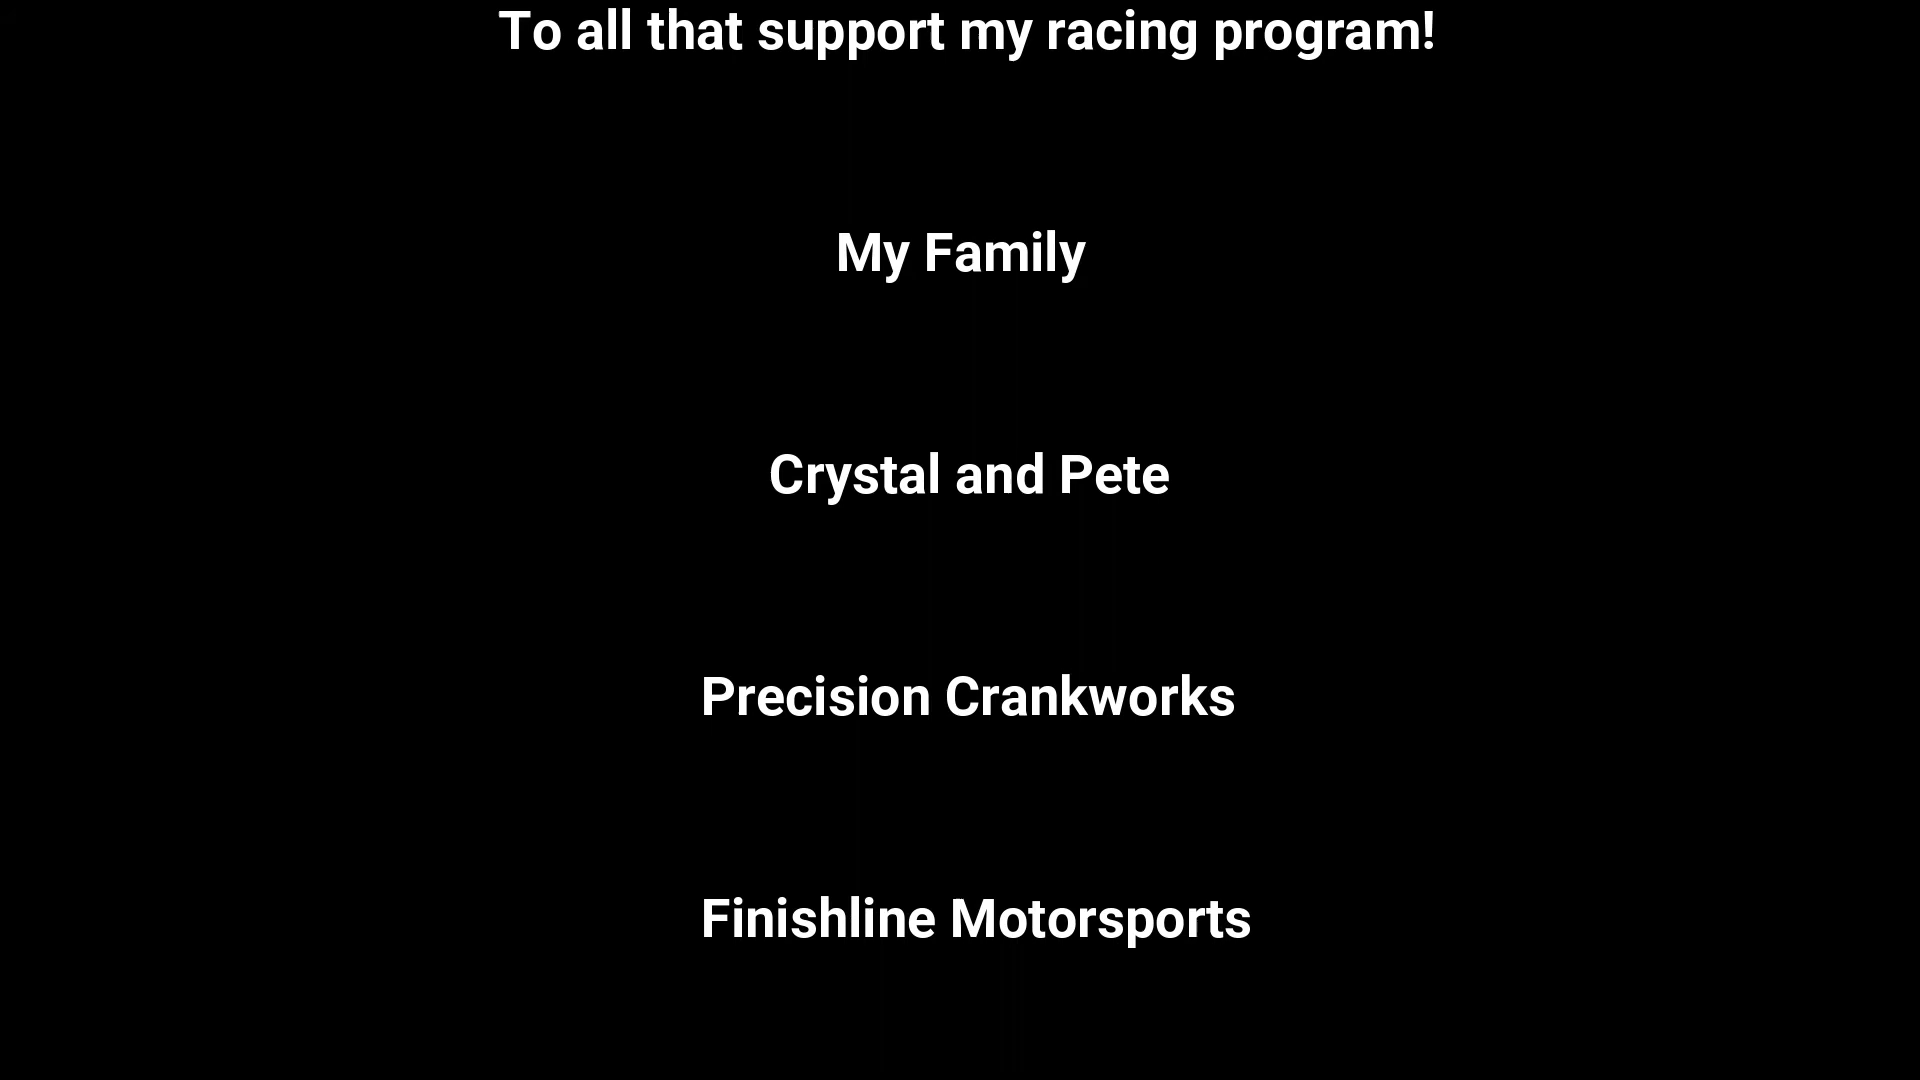 To all that support my racing program!
My Family
Crystal and Pete
Precision Crankworks
Finishline Motorsports